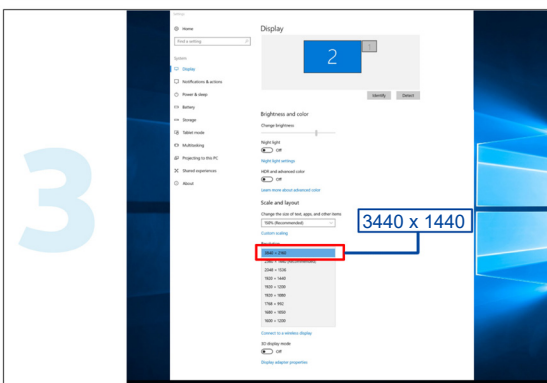 Settings
Home
Display
Find a setting
System
Display
Notifications & actions
Power & sleep
Battery
Storage
Tablet mode
Multitasking
Projecting to this PC
Shared experiences
About
3
2
1
Identify
Detect
Brightness and color
Change brightness
Night light
Off
Night light settings
HDR and advanced color
Off
Learn more about advanced color
Scale and layout
Change the size of text, apps, and other items
150% (Recommended)
Custom scaling
Resolution
3440 x 1440
1920 × 1440
1920 × 1200
1920 × 1080
1680 × 1050
1600 × 1200
Connect to a wireless display
3D display mode
Off
Display adapter properties